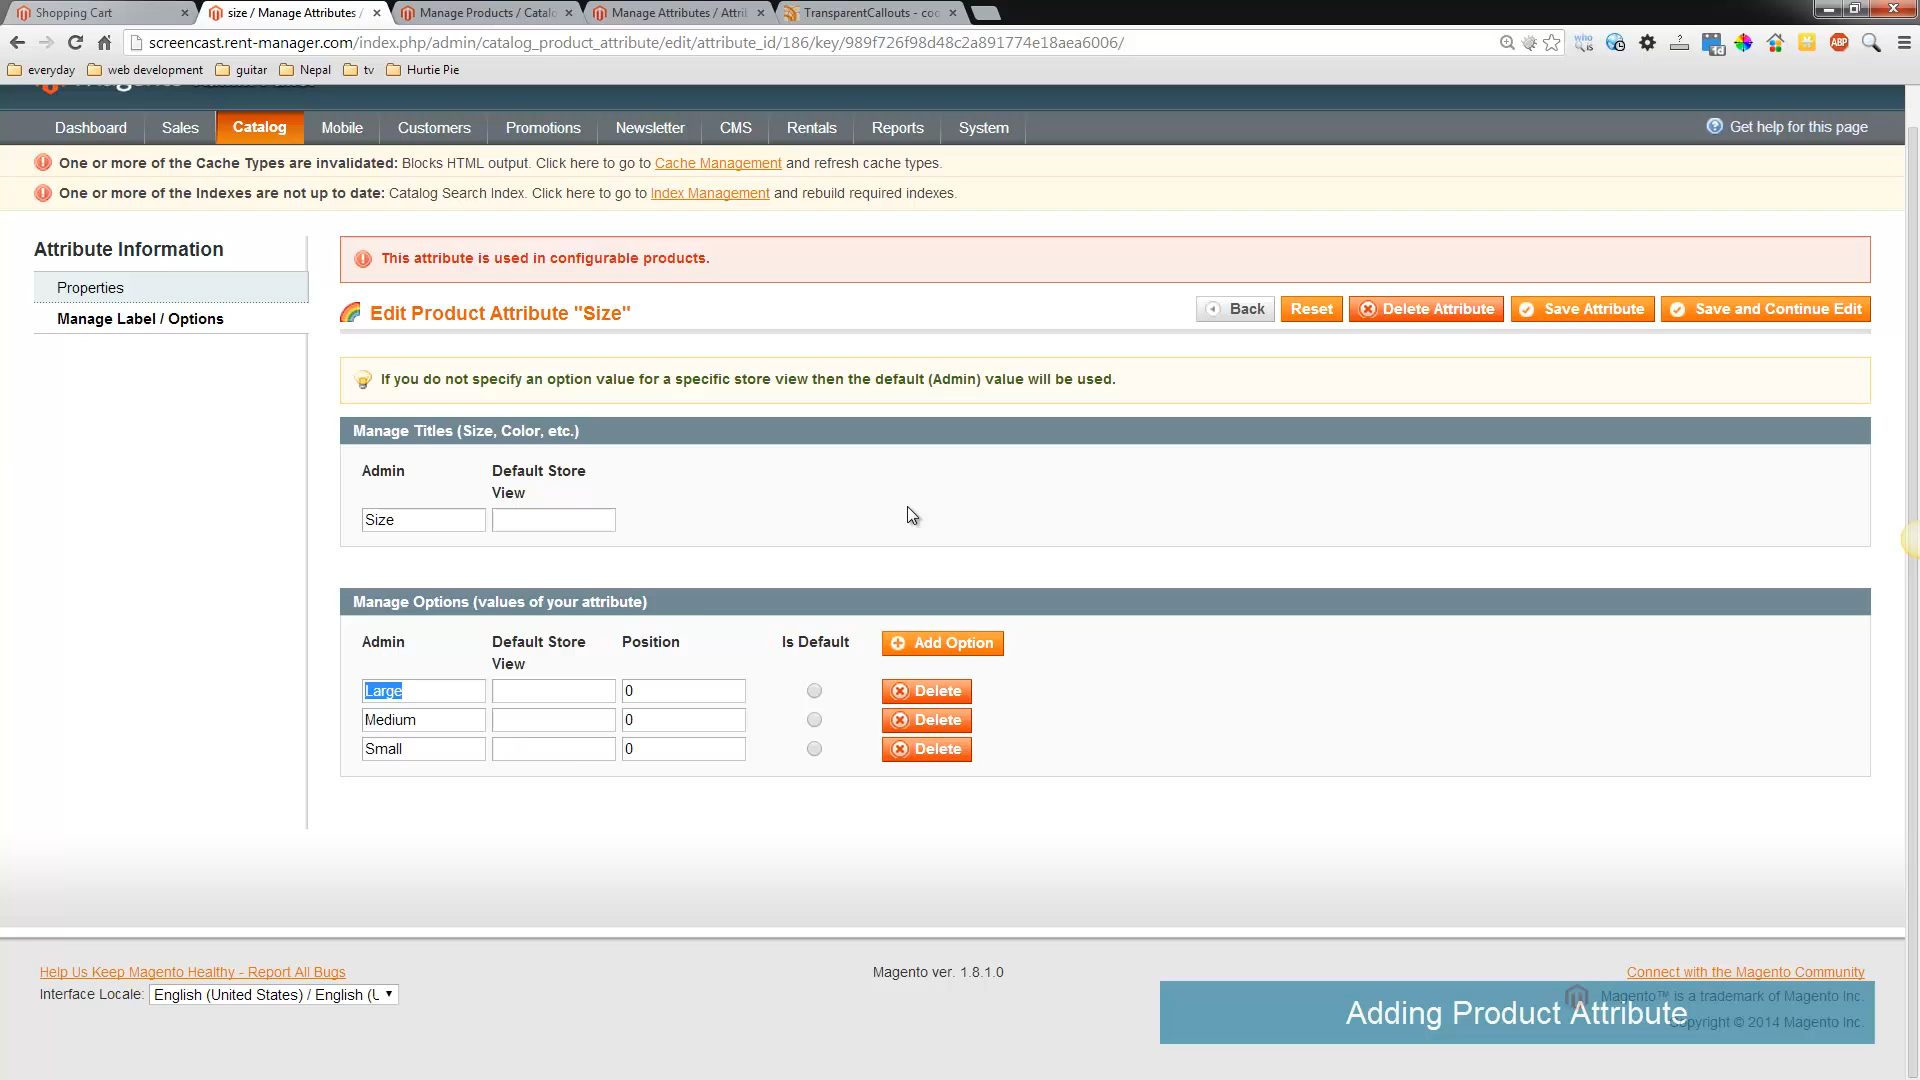 Shopping Cart
size / Manage Attributes /
Manage Products / Catalo
Manage Attributes / Attri
TransparentCallouts - coo
screencast.rent-manager.com/index.php/admin/catalog_product_attribute/edit/attribute_id/186/key/989f726f98d48c2a891774e18aea6006/
everyday
web development
guitar
Nepal
tv
Hurtie Pie
Dashboard
Sales
Catalog
Mobile
Customers
Promotions
Newsletter
CMS
Rentals
Reports
System
Get help for this page
One or more of the Cache Types are invalidated: Blocks HTML output. Click here to go to Cache Management and refresh cache types.
One or more of the Indexes are not up to date: Catalog Search Index. Click here to go to Index Management and rebuild required indexes.
Attribute Information
Properties
Manage Label / Options
This attribute is used in configurable products.
Edit Product Attribute "Size"
Back
Reset
Delete Attribute
Save Attribute
Save and Continue Edit
If you do not specify an option value for a specific store view then the default (Admin) value will be used.
Manage Titles (Size, Color, etc.)
Admin
Default Store
View
Size
Manage Options (values of your attribute)
Admin
Default Store
View
Position
Is Default
Add Option
Large
0
Delete
Medium
0
Delete
Small
0
Delete
Help Us Keep Magento Healthy - Report All Bugs
Interface Locale: English (United States) / English (U
Magento ver. 1.8.1.0
Connect with the Magento Community
Magento™ is a trademark of Magento Inc.
Copyright © 2014 Magento Inc.
Adding Product Attribute